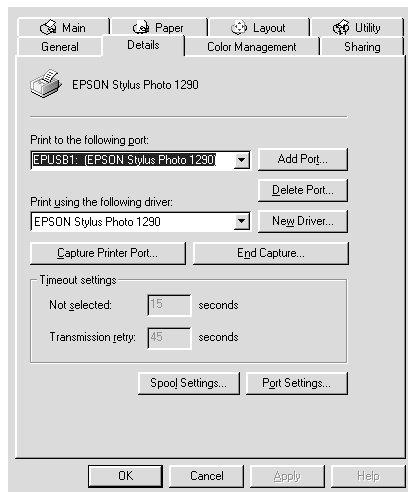 Main Paper Layout Utility
General Details Color Management Sharing
EPSON Stylus Photo 1290
Print to the following port:
EPUSB1: (EPSON Stylus Photo 1290) Add Port...
Delete Port...
Print using the following driver:
EPSON Stylus Photo 1290 New Driver...
Capture Printer Port... End Capture...
Timeout settings
Not selected: 15 seconds
Transmission retry: 45 seconds
Spool Settings... Port Settings...
OK Cancel Apply Help